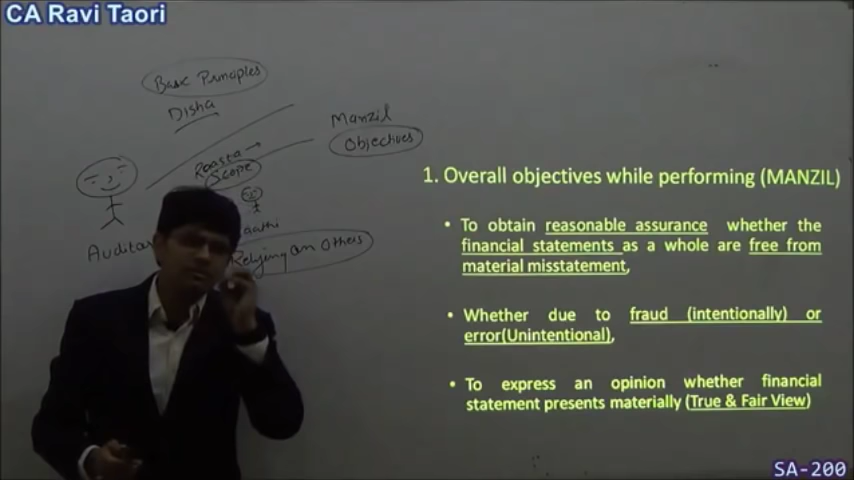 CA Ravi Taori
Basic Principles
Disha
Manzil
Objectives
Raasta →
Scope
Auditor
Saathi
Relying on Others
1. Overall objectives while performing (MANZIL)
• To obtain reasonable assurance whether the
financial statements as a whole are free from
material misstatement,
• Whether due to fraud (intentionally) or
error(Unintentional),
• To express an opinion whether financial
statement presents materially (True & Fair View)
SA-200